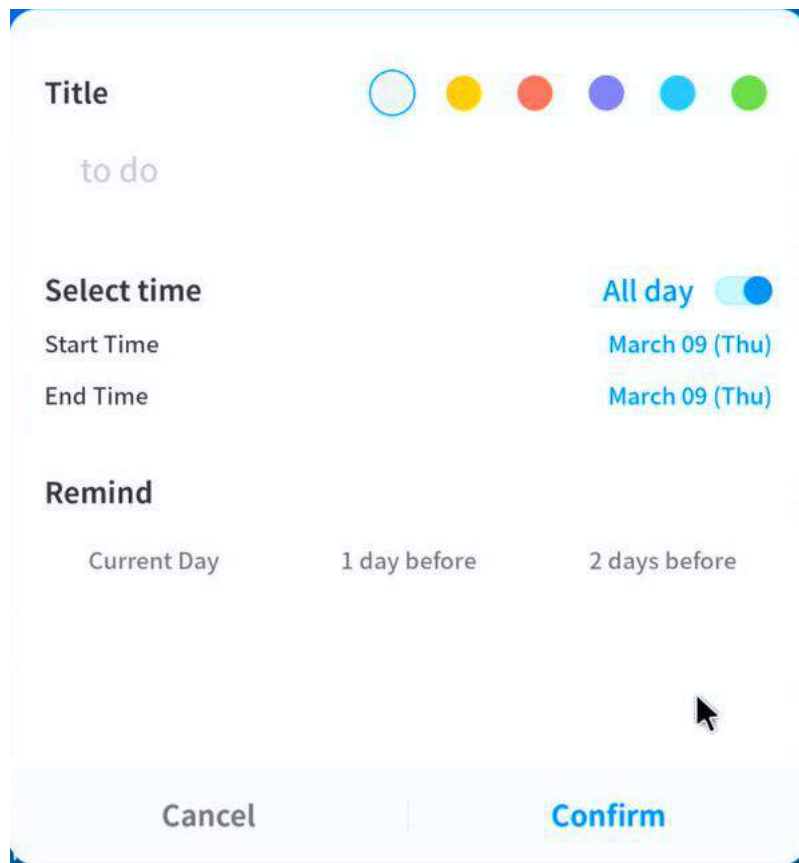 Title
to do
Select time All day
Start Time March 09 (Thu)
End Time March 09 (Thu)
Remind
Current Day 1 day before 2 days before
Cancel Confirm